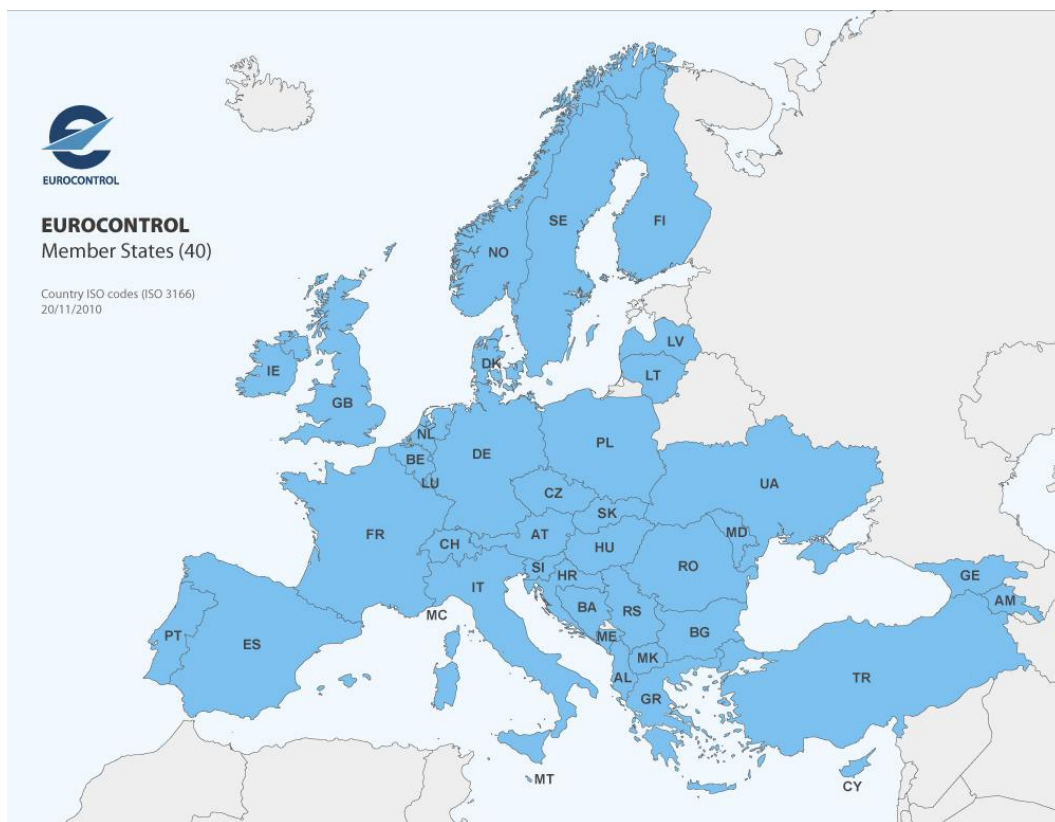 EUROCONTROL
EUROCONTROL
Member States (40)
Country ISO codes (ISO 3166)
20/11/2010
SE
FI
NO
LV
DK
LT
IE
GB
NL
PL
BE
DE
UA
LU
CZ
SK
FR
AT
MD
CH
HU
SI
RO
HR
GE
IT
AM
BA
RS
MC
PT
ES
ME
BG
MK
AL
TR
GR
MT
CY